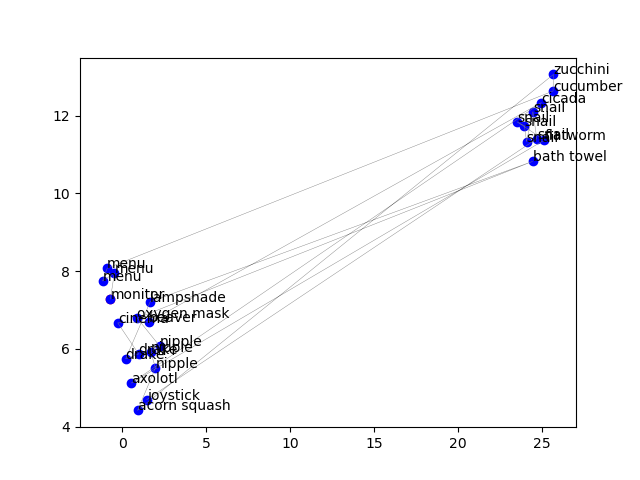 zucchini
cucumber
cicada
snail
snail
snail
snail
snail
flatworm
bath towel
menu
menu
menu
monitor
lampshade
oxygen mask
beaver
cinema
nipple
nipple
drake
drake
nipple
axolotl
joystick
acorn squash
4
6
8
10
12
0
5
10
15
20
25